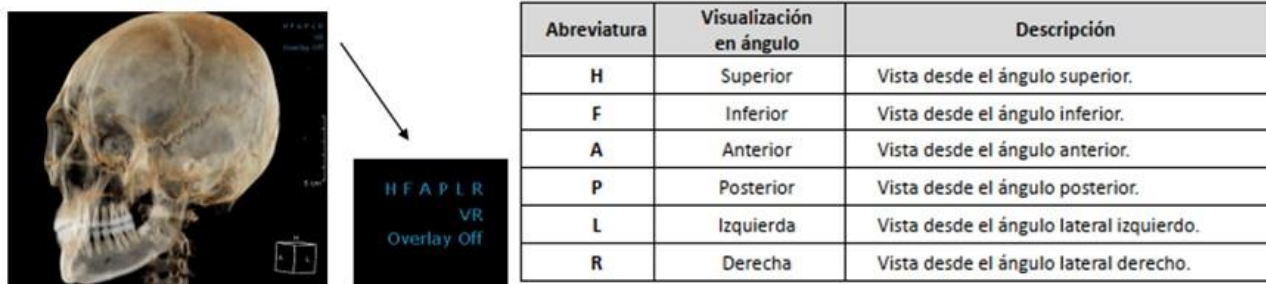 H F A P L R
VR
Overlay Off
5 cm
H
A L
H F A P L R
VR
Overlay Off
Abreviatura Visualización en ángulo Descripción
H Superior Vista desde el ángulo superior.
F Inferior Vista desde el ángulo inferior.
A Anterior Vista desde el ángulo anterior.
P Posterior Vista desde el ángulo posterior.
L Izquierda Vista desde el ángulo lateral izquierdo.
R Derecha Vista desde el ángulo lateral derecho.